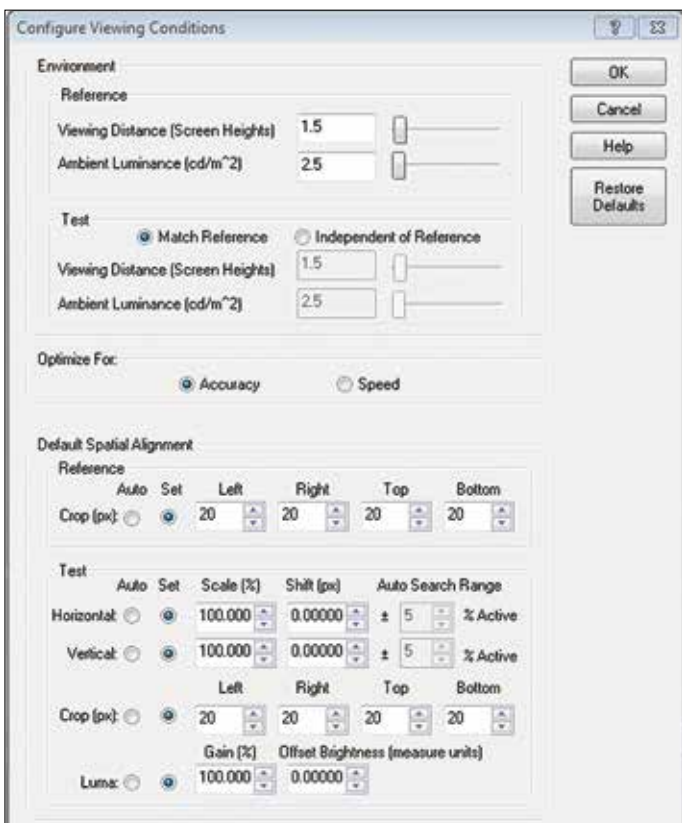 Configure Viewing Conditions
Environment
OK
Reference
Cancel
Viewing Distance (Screen Heights) 1.5
Help
Ambient Luminance (cd/m^2) 2.5
Restore
Defaults
Test
Match Reference Independent of Reference
Viewing Distance (Screen Heights) 1.5
Ambient Luminance (cd/m^2) 2.5
Optimize For:
Accuracy Speed
Default Spatial Alignment
Reference
Auto Set Left Right Top Bottom
Crop (px): 20 20 20 20
Test
Auto Set Scale (%) Shift (px) Auto Search Range
Horizontal: 100.000 0.00000 ± 5 % Active
Vertical: 100.000 0.00000 ± 5 % Active
Left Right Top Bottom
Crop (px): 20 20 20 20
Gain (%) Offset Brightness (measure units)
Luma: 100.000 0.00000